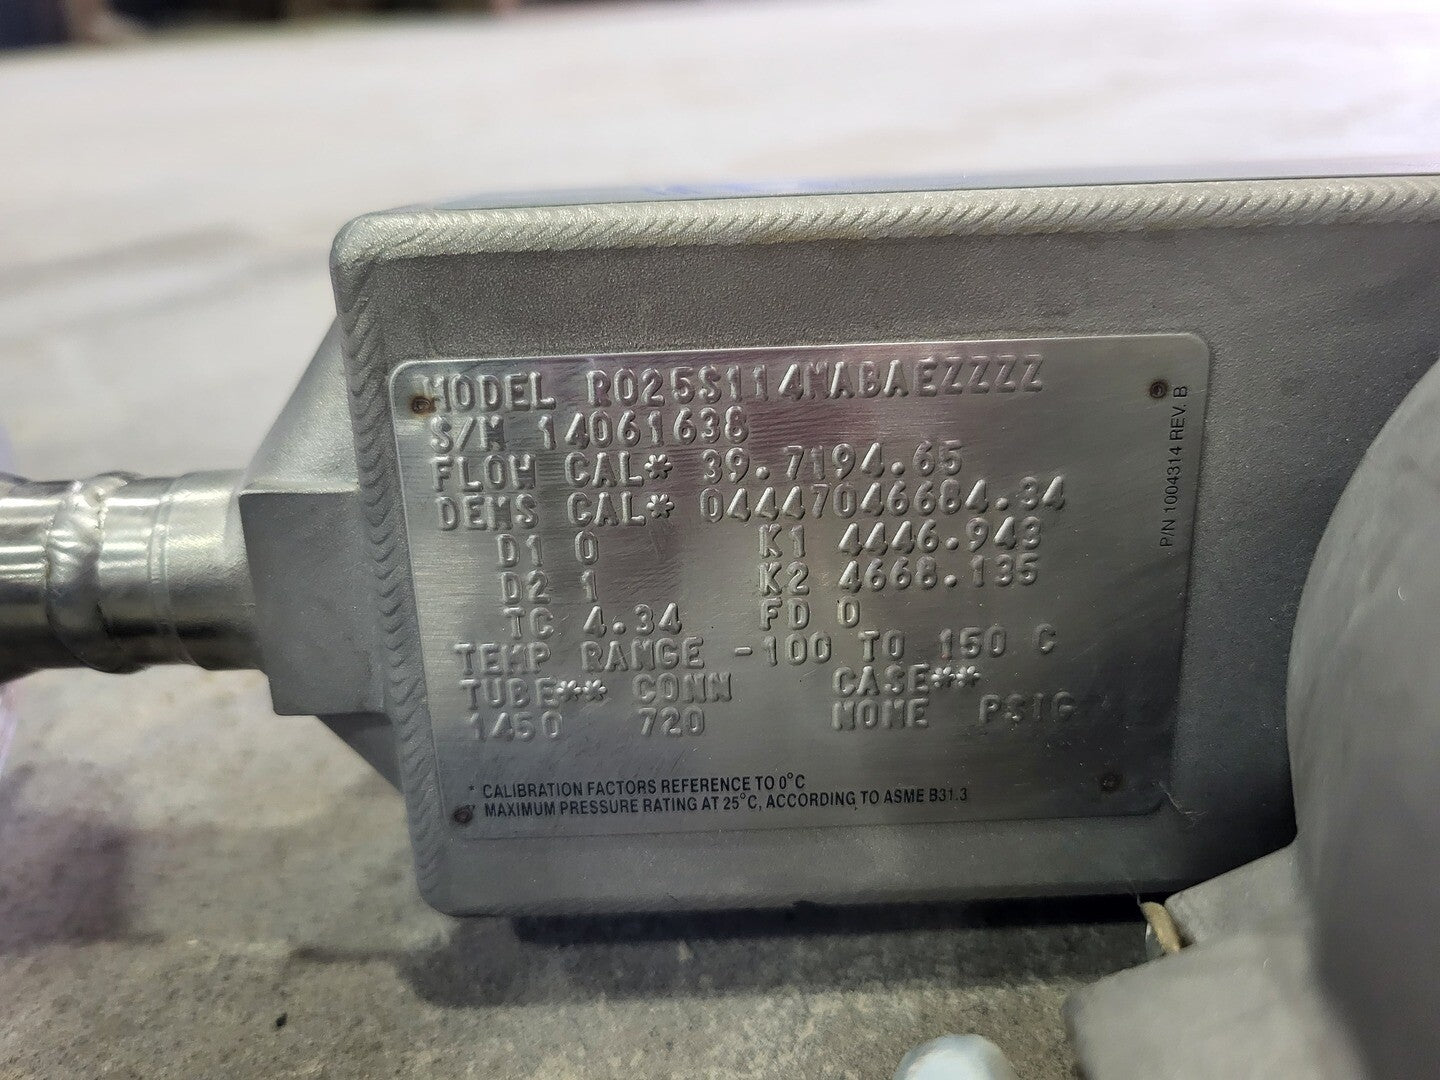 MODEL R025S114NABAEZZZZ
S/N 14061638
FLOW CAL* 39.7194.65
DENS CAL* 04447046684.34
D1 0 K1 4446.943
D2 1 K2 4668.135
TC 4.34 FD 0
TEMP RANGE -100 TO 150 C
TUBE** CONN CASE**
1450 720 NONE PSIG
* CALIBRATION FACTORS REFERENCE TO 0°C
** MAXIMUM PRESSURE RATING AT 25°C, ACCORDING TO ASME B31.3
P/N 1004314 REV. B